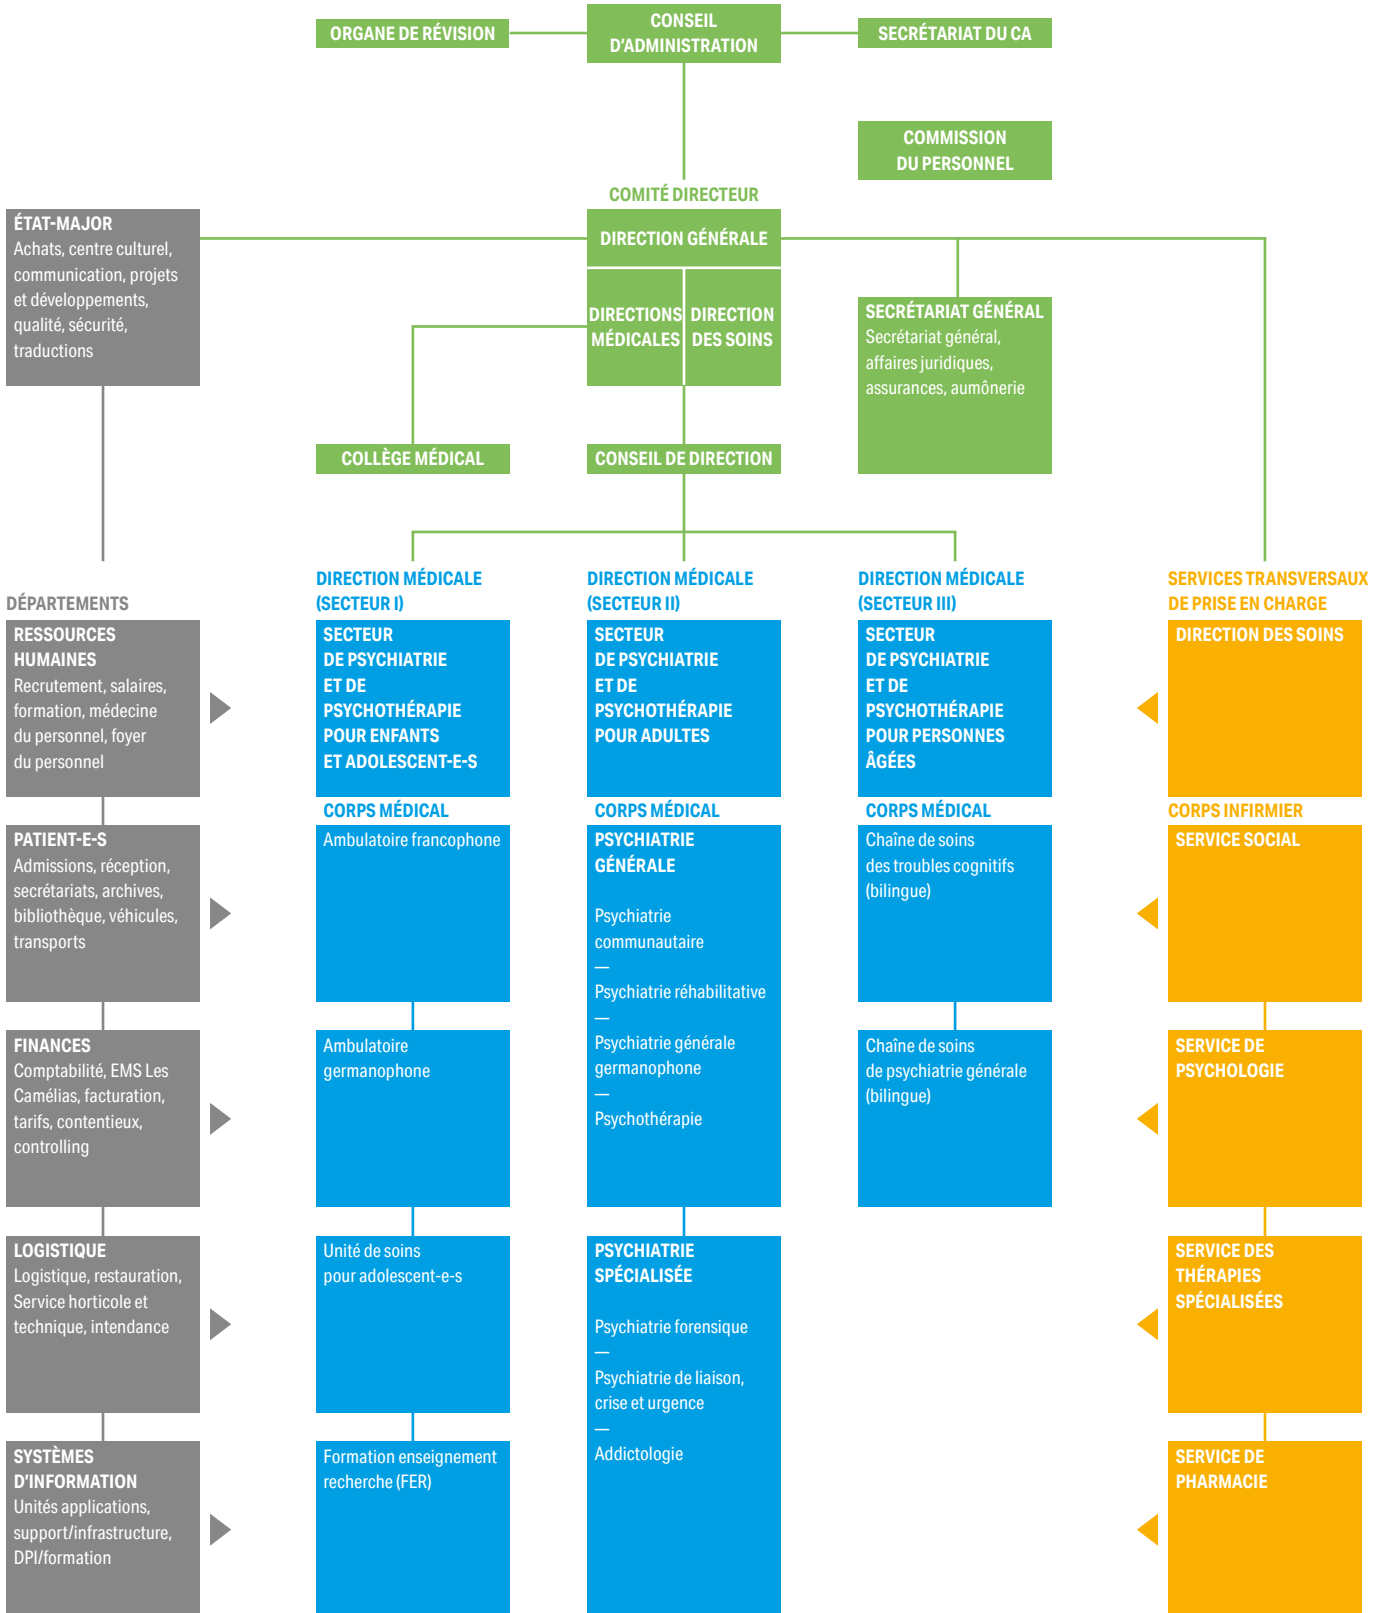 ORGANE DE RÉVISION
CONSEIL
D'ADMINISTRATION
SECRÉTARIAT DU CA
COMMISSION
DU PERSONNEL
COMITÉ DIRECTEUR
DIRECTION GÉNÉRALE
DIRECTIONS
MÉDICALES
DIRECTION
DES SOINS
ÉTAT-MAJOR
Achats, centre culturel,
communication, projets
et développements,
qualité, sécurité,
traductions
SECRÉTARIAT GÉNÉRAL
Secrétariat général,
affaires juridiques,
assurances, aumônerie
COLLÈGE MÉDICAL
CONSEIL DE DIRECTION
DÉPARTEMENTS
RESSOURCES
HUMAINES
Recrutement, salaires,
formation, médecine
du personnel, foyer
du personnel
PATIENT-E-S
Admissions, réception,
secrétariats, archives,
bibliothèque, véhicules,
transports
FINANCES
Comptabilité, EMS Les
Camélias, facturation,
tarifs, contentieux,
controlling
LOGISTIQUE
Logistique, restauration,
Service horticole et
technique, intendance
SYSTÈMES
D'INFORMATION
Unités applications,
support/infrastructure,
DPI/formation
DIRECTION MÉDICALE
(SECTEUR I)
SECTEUR
DE PSYCHIATRIE
ET DE
PSYCHOTHÉRAPIE
POUR ENFANTS
ET ADOLESCENT-E-S
CORPS MÉDICAL
Ambulatoire francophone
Ambulatoire
germanophone
Unité de soins
pour adolescent-e-s
Formation enseignement
recherche (FER)
DIRECTION MÉDICALE
(SECTEUR II)
SECTEUR
DE PSYCHIATRIE
ET DE
PSYCHOTHÉRAPIE
POUR ADULTES
CORPS MÉDICAL
PSYCHIATRIE
GÉNÉRALE
Psychiatrie
communautaire
—
Psychiatrie réhabilitative
—
Psychiatrie générale
germanophone
—
Psychothérapie
PSYCHIATRIE
SPÉCIALISÉE
Psychiatrie forensique
—
Psychiatrie de liaison,
crise et urgence
—
Addictologie
DIRECTION MÉDICALE
(SECTEUR III)
SECTEUR
DE PSYCHIATRIE
ET DE
PSYCHOTHÉRAPIE
POUR PERSONNES
ÂGÉES
CORPS MÉDICAL
Chaîne de soins
des troubles cognitifs
(bilingue)
Chaîne de soins
de psychiatrie générale
(bilingue)
SERVICES TRANSVERSAUX
DE PRISE EN CHARGE
DIRECTION DES SOINS
CORPS INFIRMIER
SERVICE SOCIAL
SERVICE DE
PSYCHOLOGIE
SERVICE DES
THÉRAPIES
SPÉCIALISÉES
SERVICE DE
PHARMACIE